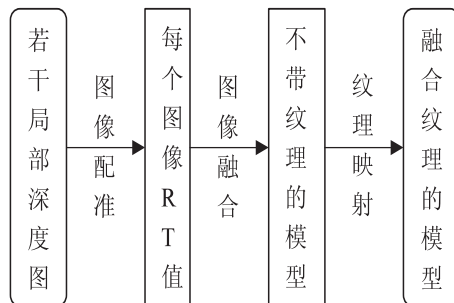 若干局部深度图
图像配准
每个图像RT值
图像融合
不带纹理的模型
纹理映射
融合纹理的模型